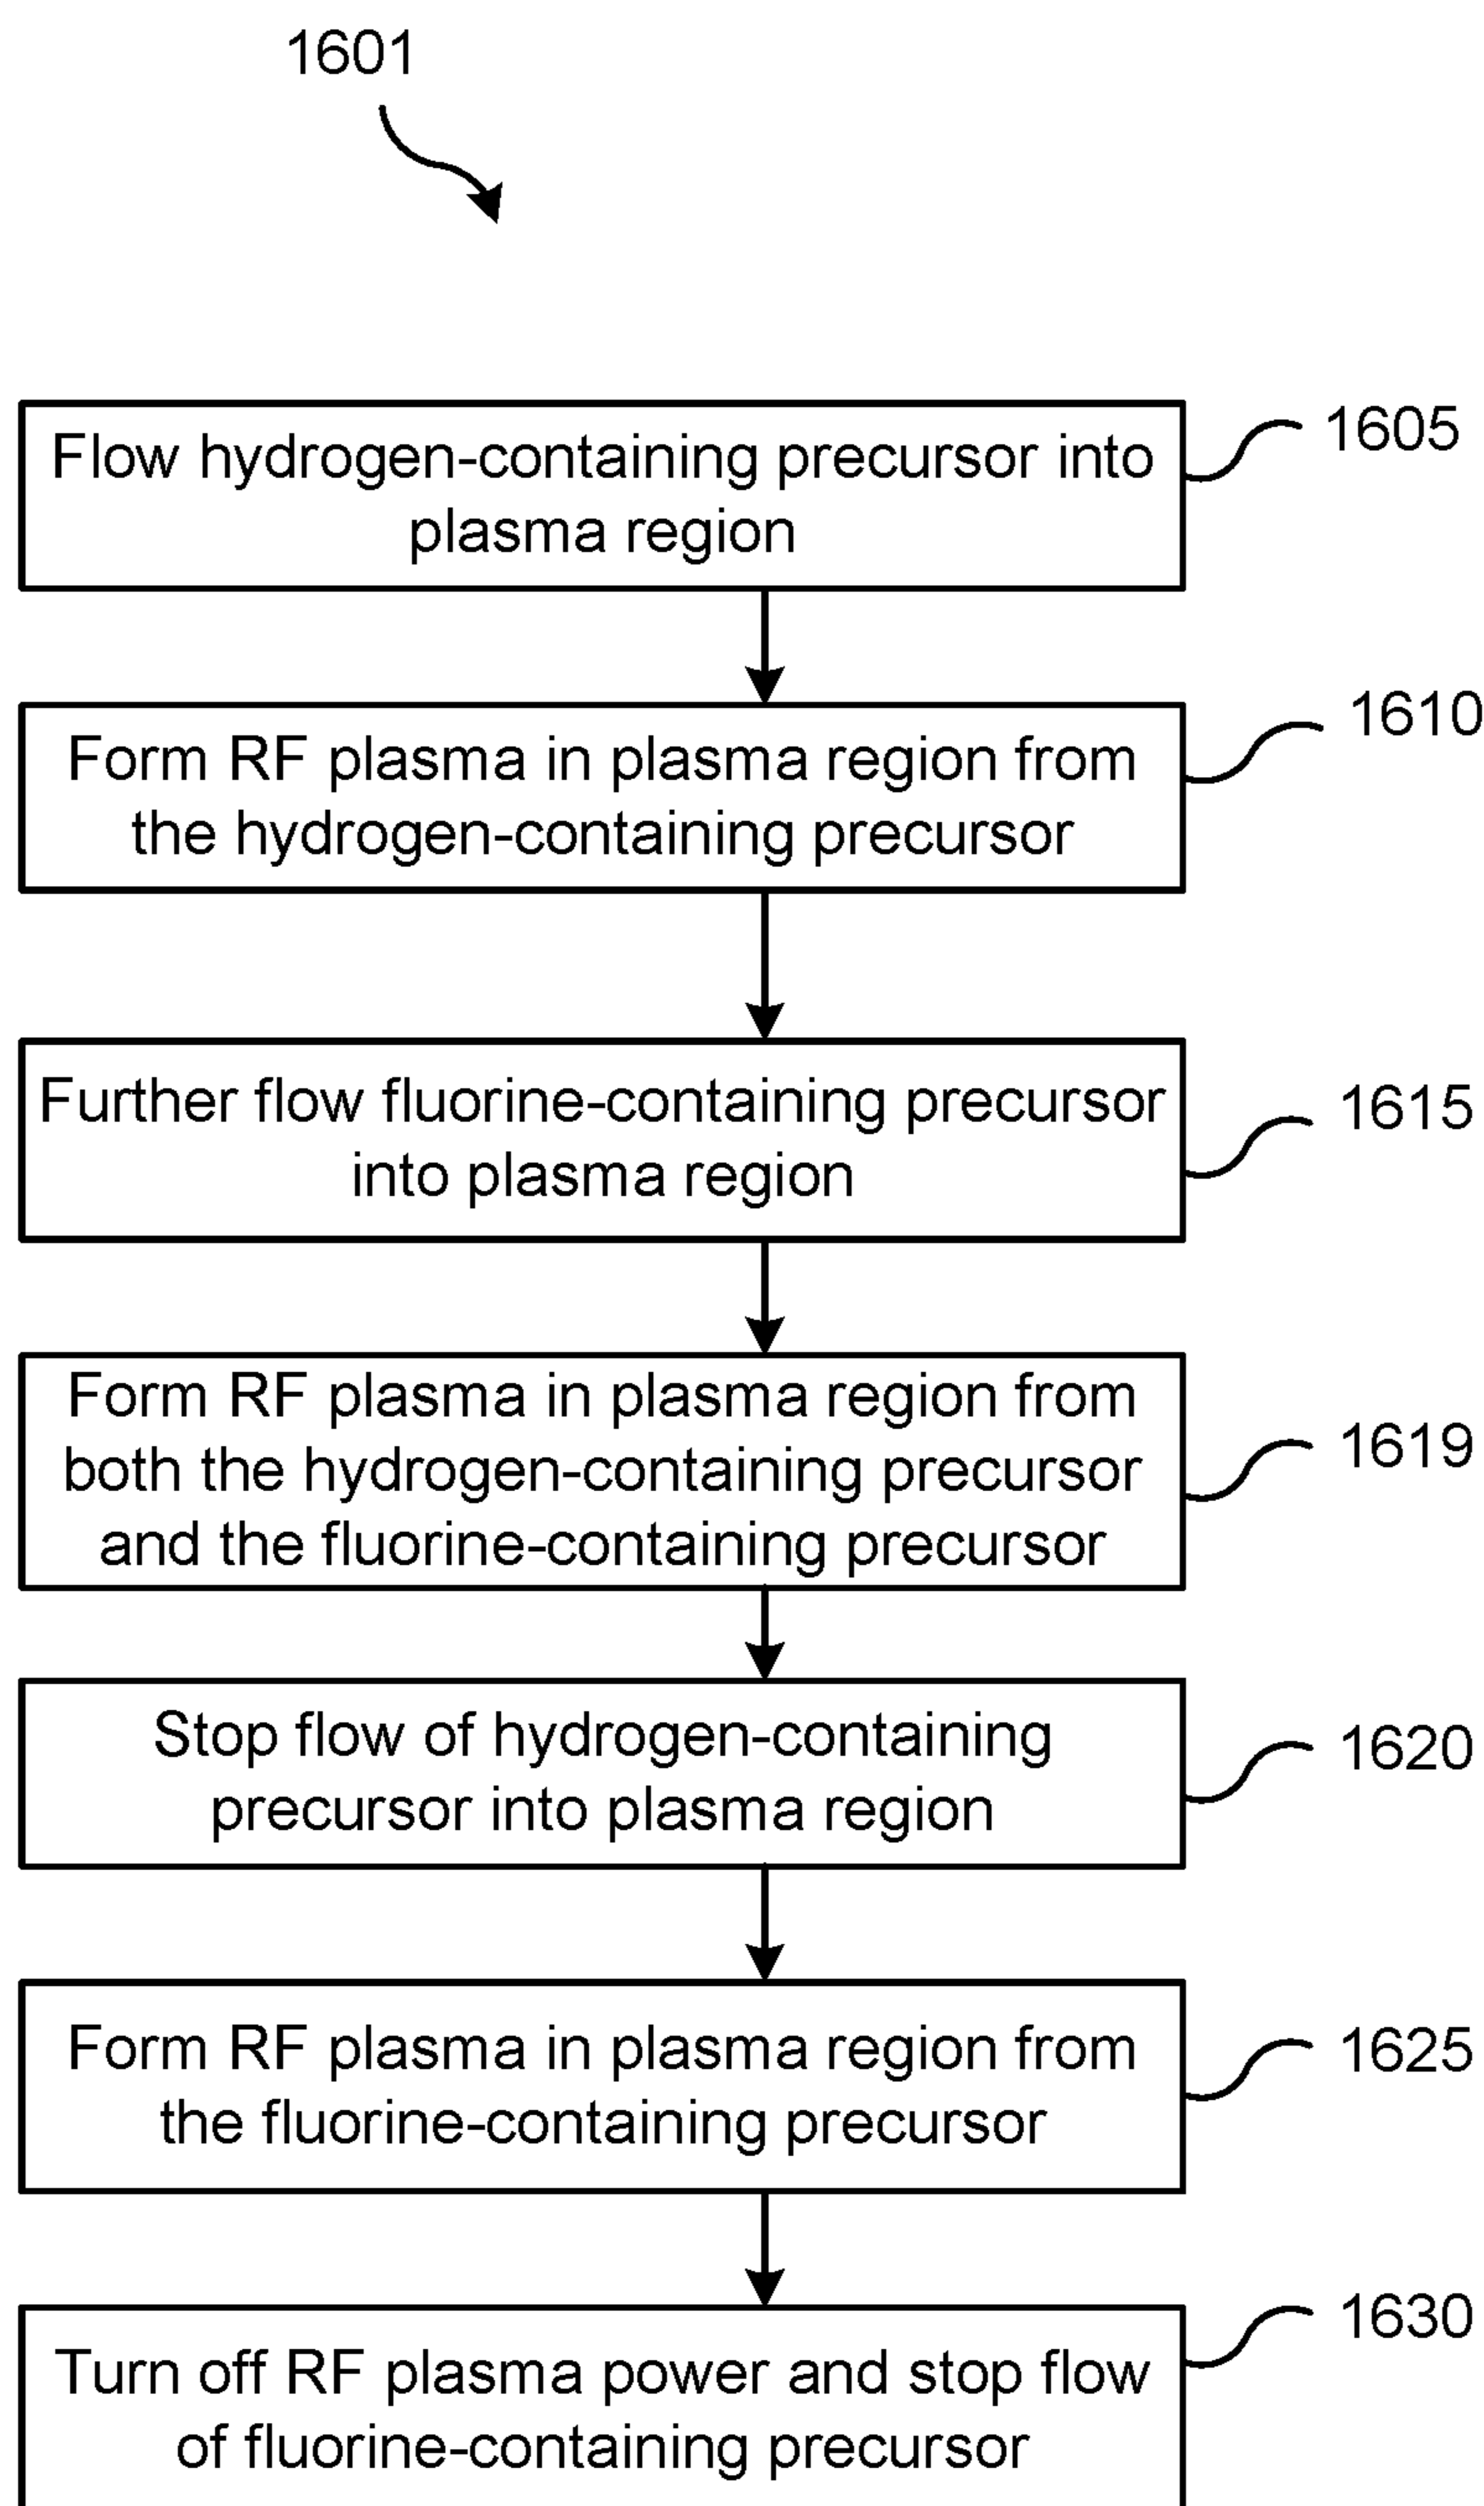 1601
Flow hydrogen-containing precursor into
plasma region
1605
Form RF plasma in plasma region from
the hydrogen-containing precursor
1610
Further flow fluorine-containing precursor
into plasma region
1615
Form RF plasma in plasma region from
both the hydrogen-containing precursor
and the fluorine-containing precursor
1619
Stop flow of hydrogen-containing
precursor into plasma region
1620
Form RF plasma in plasma region from
the fluorine-containing precursor
1625
Turn off RF plasma power and stop flow
of fluorine-containing precursor
1630